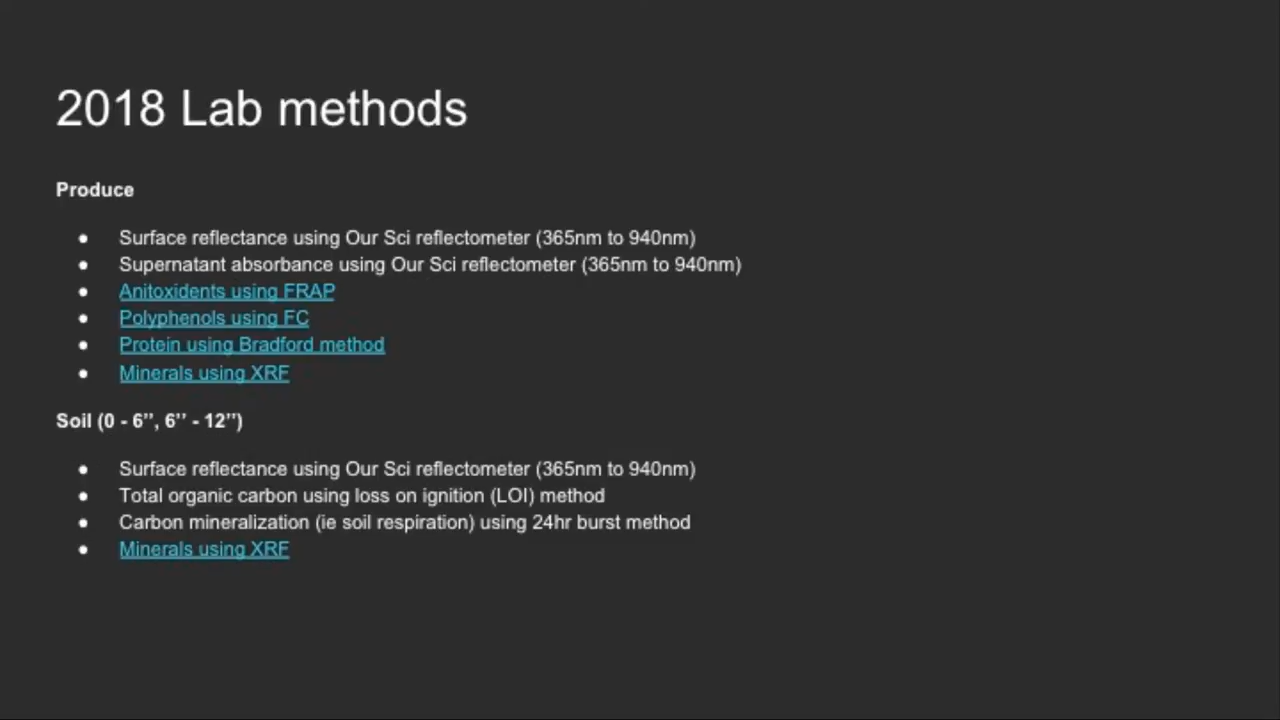 2018 Lab methods
Produce
● Surface reflectance using Our Sci reflectometer (365nm to 940nm)
● Supernatant absorbance using Our Sci reflectometer (365nm to 940nm)
● Anitoxidents using FRAP
● Polyphenols using FC
● Protein using Bradford method
● Minerals using XRF
Soil (0 - 6’’, 6’’ - 12’’)
● Surface reflectance using Our Sci reflectometer (365nm to 940nm)
● Total organic carbon using loss on ignition (LOI) method
● Carbon mineralization (ie soil respiration) using 24hr burst method
● Minerals using XRF